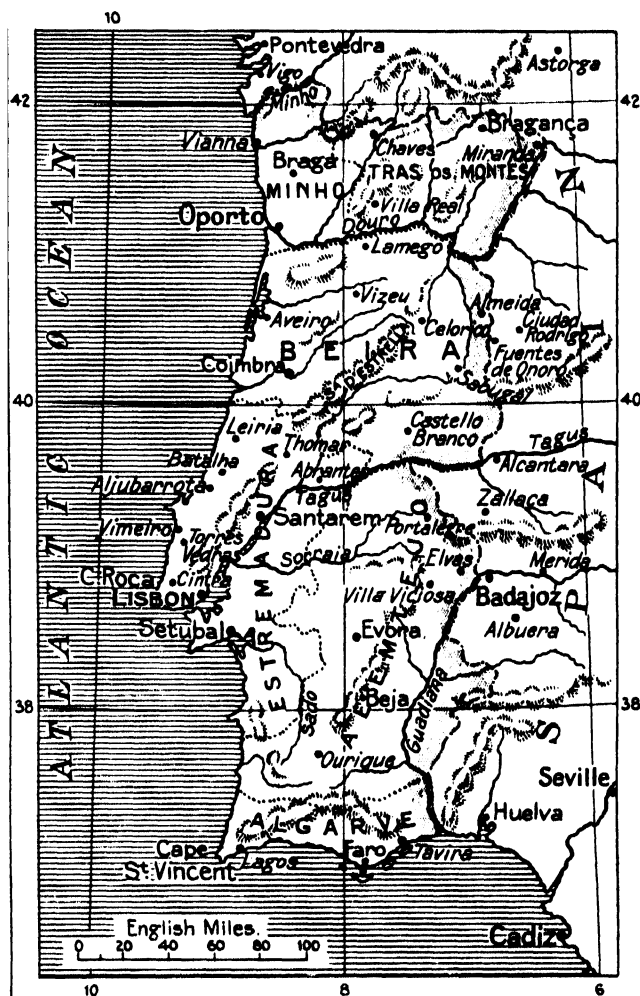 10
42
42
Pontevedra
Vigo
Minho
Astorga
Vianna
Chaves
Bragança
Miranda
Braga
TRAS os MONTES
MINHO
Villa Real
Oporto
Douro
Lamego
Vizeu
Almeida
Aveiro
Celorico
Ciudad
Rodrigo
BEIRA
Fuentes
de Onoro
Coimbra
S. D'ESTRELLA
Sabugal
40
40
Leiria
Castello
Branco
Thomar
Tagus
Batalha
Abrantes
Alcantara
Aljubarrota
Tagus
Zallaca
Santarem
Portalegre
Vimeiro
Torres
Vedras
Sorraia
Elvas
Merida
C. Roca
Cintra
LISBON
Villa Viciosa
Badajoz
ESTREMADURA
Albuera
Setubal
Evora
ALEMTEJO
Beja
Guadiana
38
38
Sado
Ourique
Seville
ALGARVE
Huelva
Cape
St. Vincent
Lagos
Faro
Tavira
Cadiz
ATLANTIC OCEAN
SPAIN
English Miles.
0 20 40 60 80 100
10
8
6